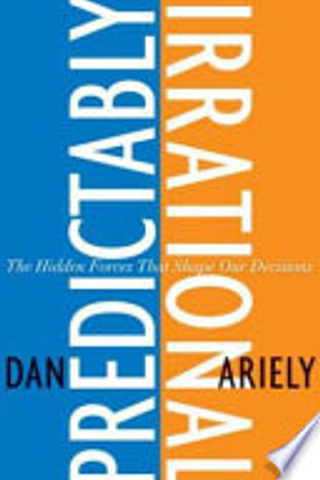 PREDICTABLY
IRRATIONAL
The Hidden Forces That Shape Our Decisions
DAN ARIELY